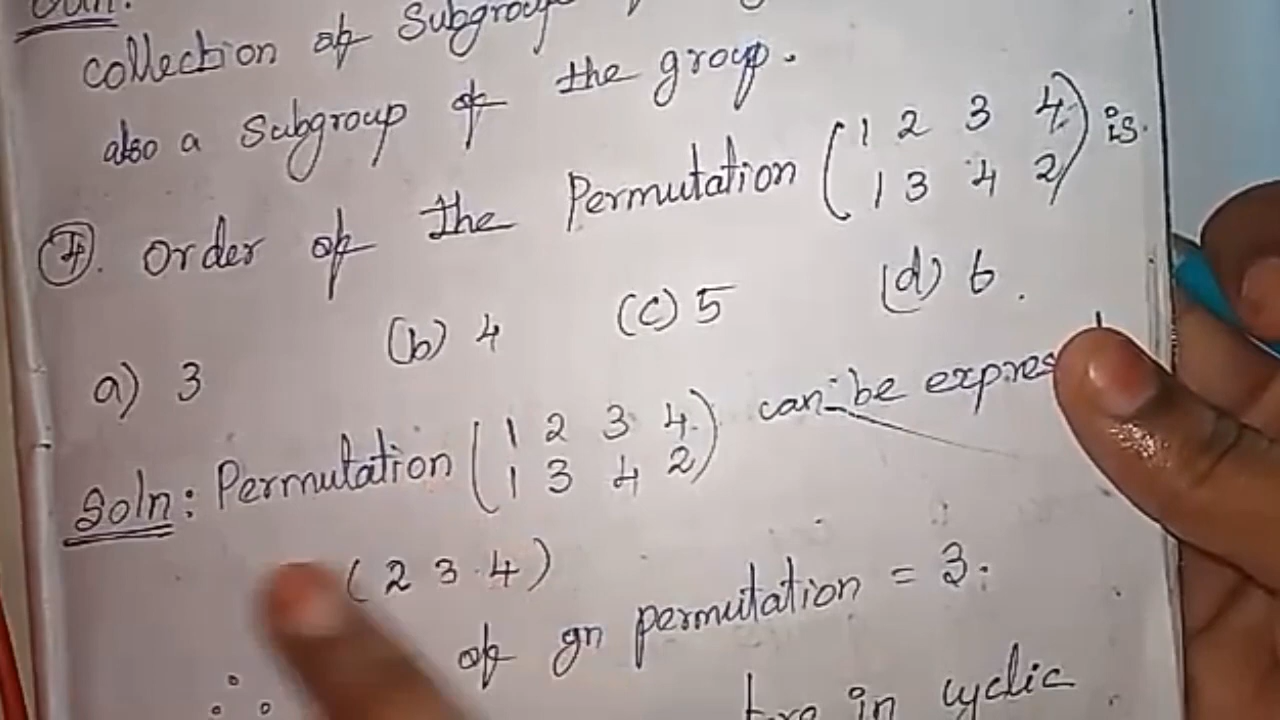 Soln:
collection of Subgroup
also a subgroup of the group.
7. Order of the Permutation (1 2 3 4
1 3 4 2) is.
a) 3 (b) 4 (c) 5 (d) 6.
Soln: Permutation (1 2 3 4
1 3 4 2) can be expres
(2 3 4)
of gn permutation = 3.
∴ in cyclic